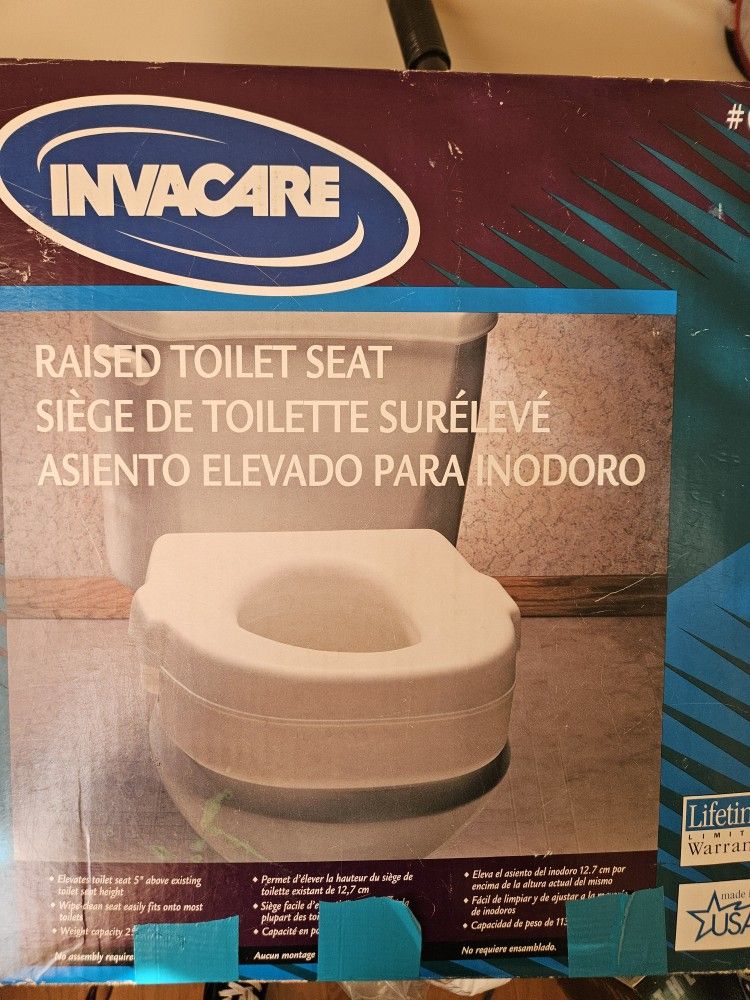 #
INVACARE
RAISED TOILET SEAT
SIÈGE DE TOILETTE SURÉLEVÉ
ASIENTO ELEVADO PARA INODORO
• Elevates toilet seat 5" above existing
toilet seat height
• Wipe-clean seat easily fits onto most
toilets
• Weight capacity
No assembly
• Permet d'élever la hauteur du siège de
toilette existant de 12,7 cm
• Siège facile
plupart des
• Capacité en
Aucun montage
• Eleva el asiento del inodoro 12.7 cm por
encima de la altura actual del mismo
• Fácil de limpiar y de ajustar a la mayoría
de inodoros
• Capacidad de peso de
No requiere ensamblado.
LIMIT
made
USA